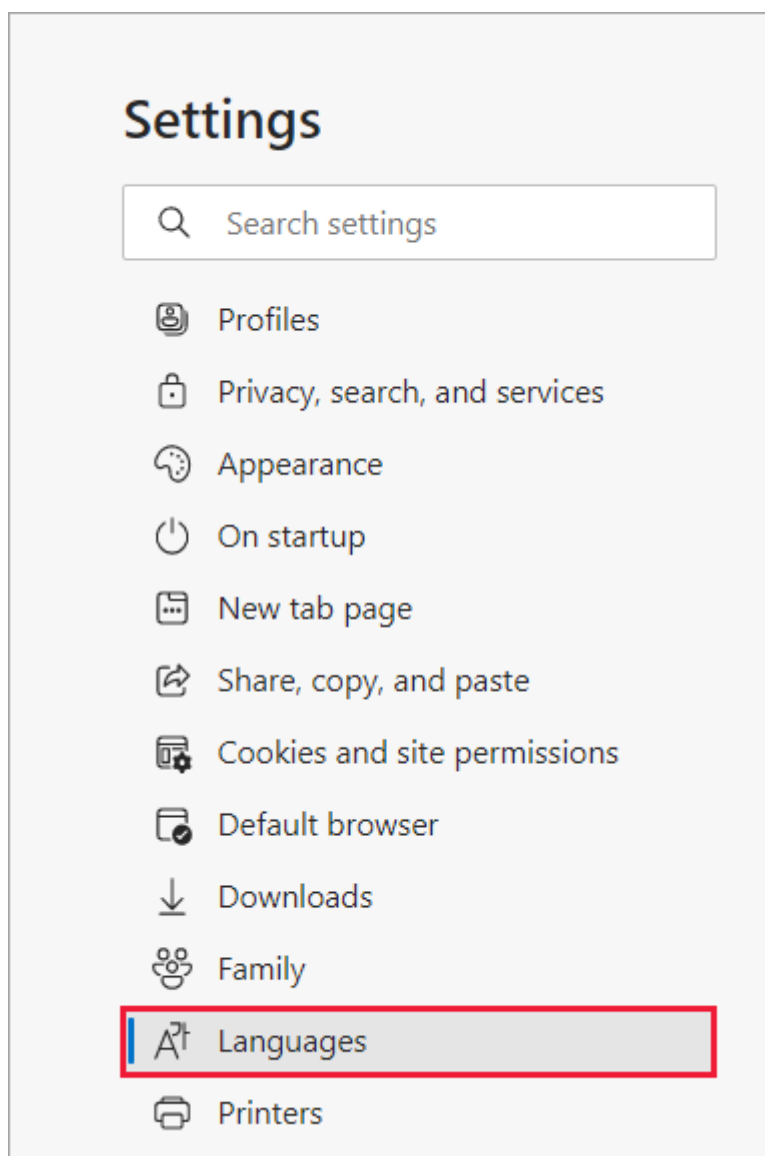 Settings
Search settings
Profiles
Privacy, search, and services
Appearance
On startup
New tab page
Share, copy, and paste
Cookies and site permissions
Default browser
Downloads
Family
Languages
Printers